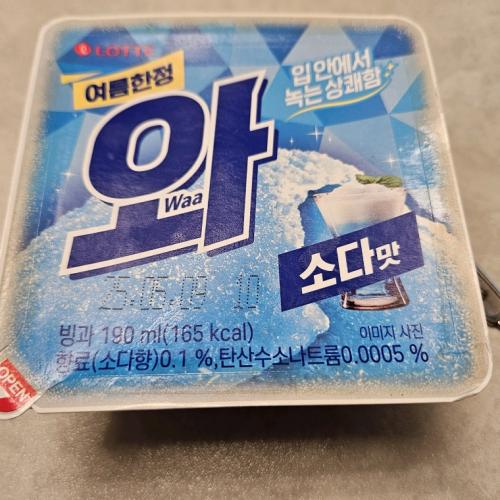 LOTTE
여름한정
입 안에서
녹는 상쾌함
와
Waa
소다맛
25.05.09 10
빙과 190 ml(165 kcal)
이미지 사진
향료(소다향)0.1 %,탄산수소나트륨0.0005 %
OPEN